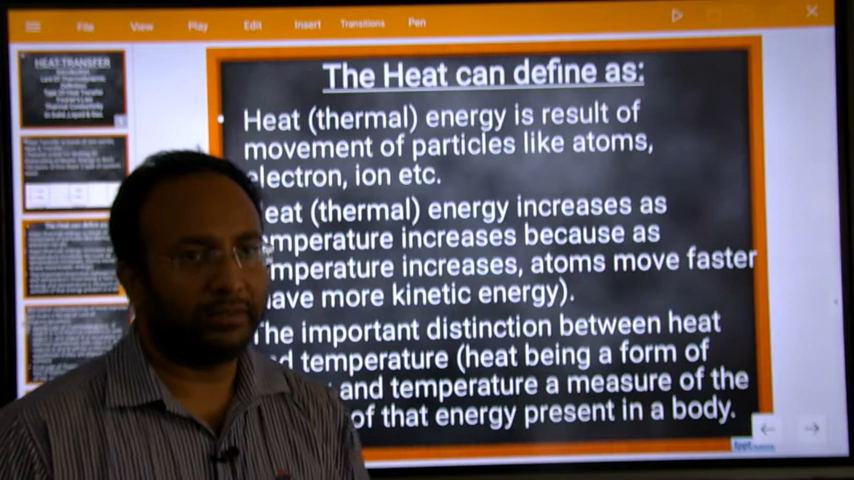 File View Play Edit Insert Transitions Pen
HEAT TRANSFER
Introduction
The Heat can define as:
Heat (thermal) energy is result of
movement of particles like atoms,
electron, ion etc.
eat (thermal) energy increases as
mperature increases because as
mperature increases, atoms move faster
ave more kinetic energy).
The important distinction between heat
d temperature (heat being a form of
and temperature a measure of the
of that energy present in a body.